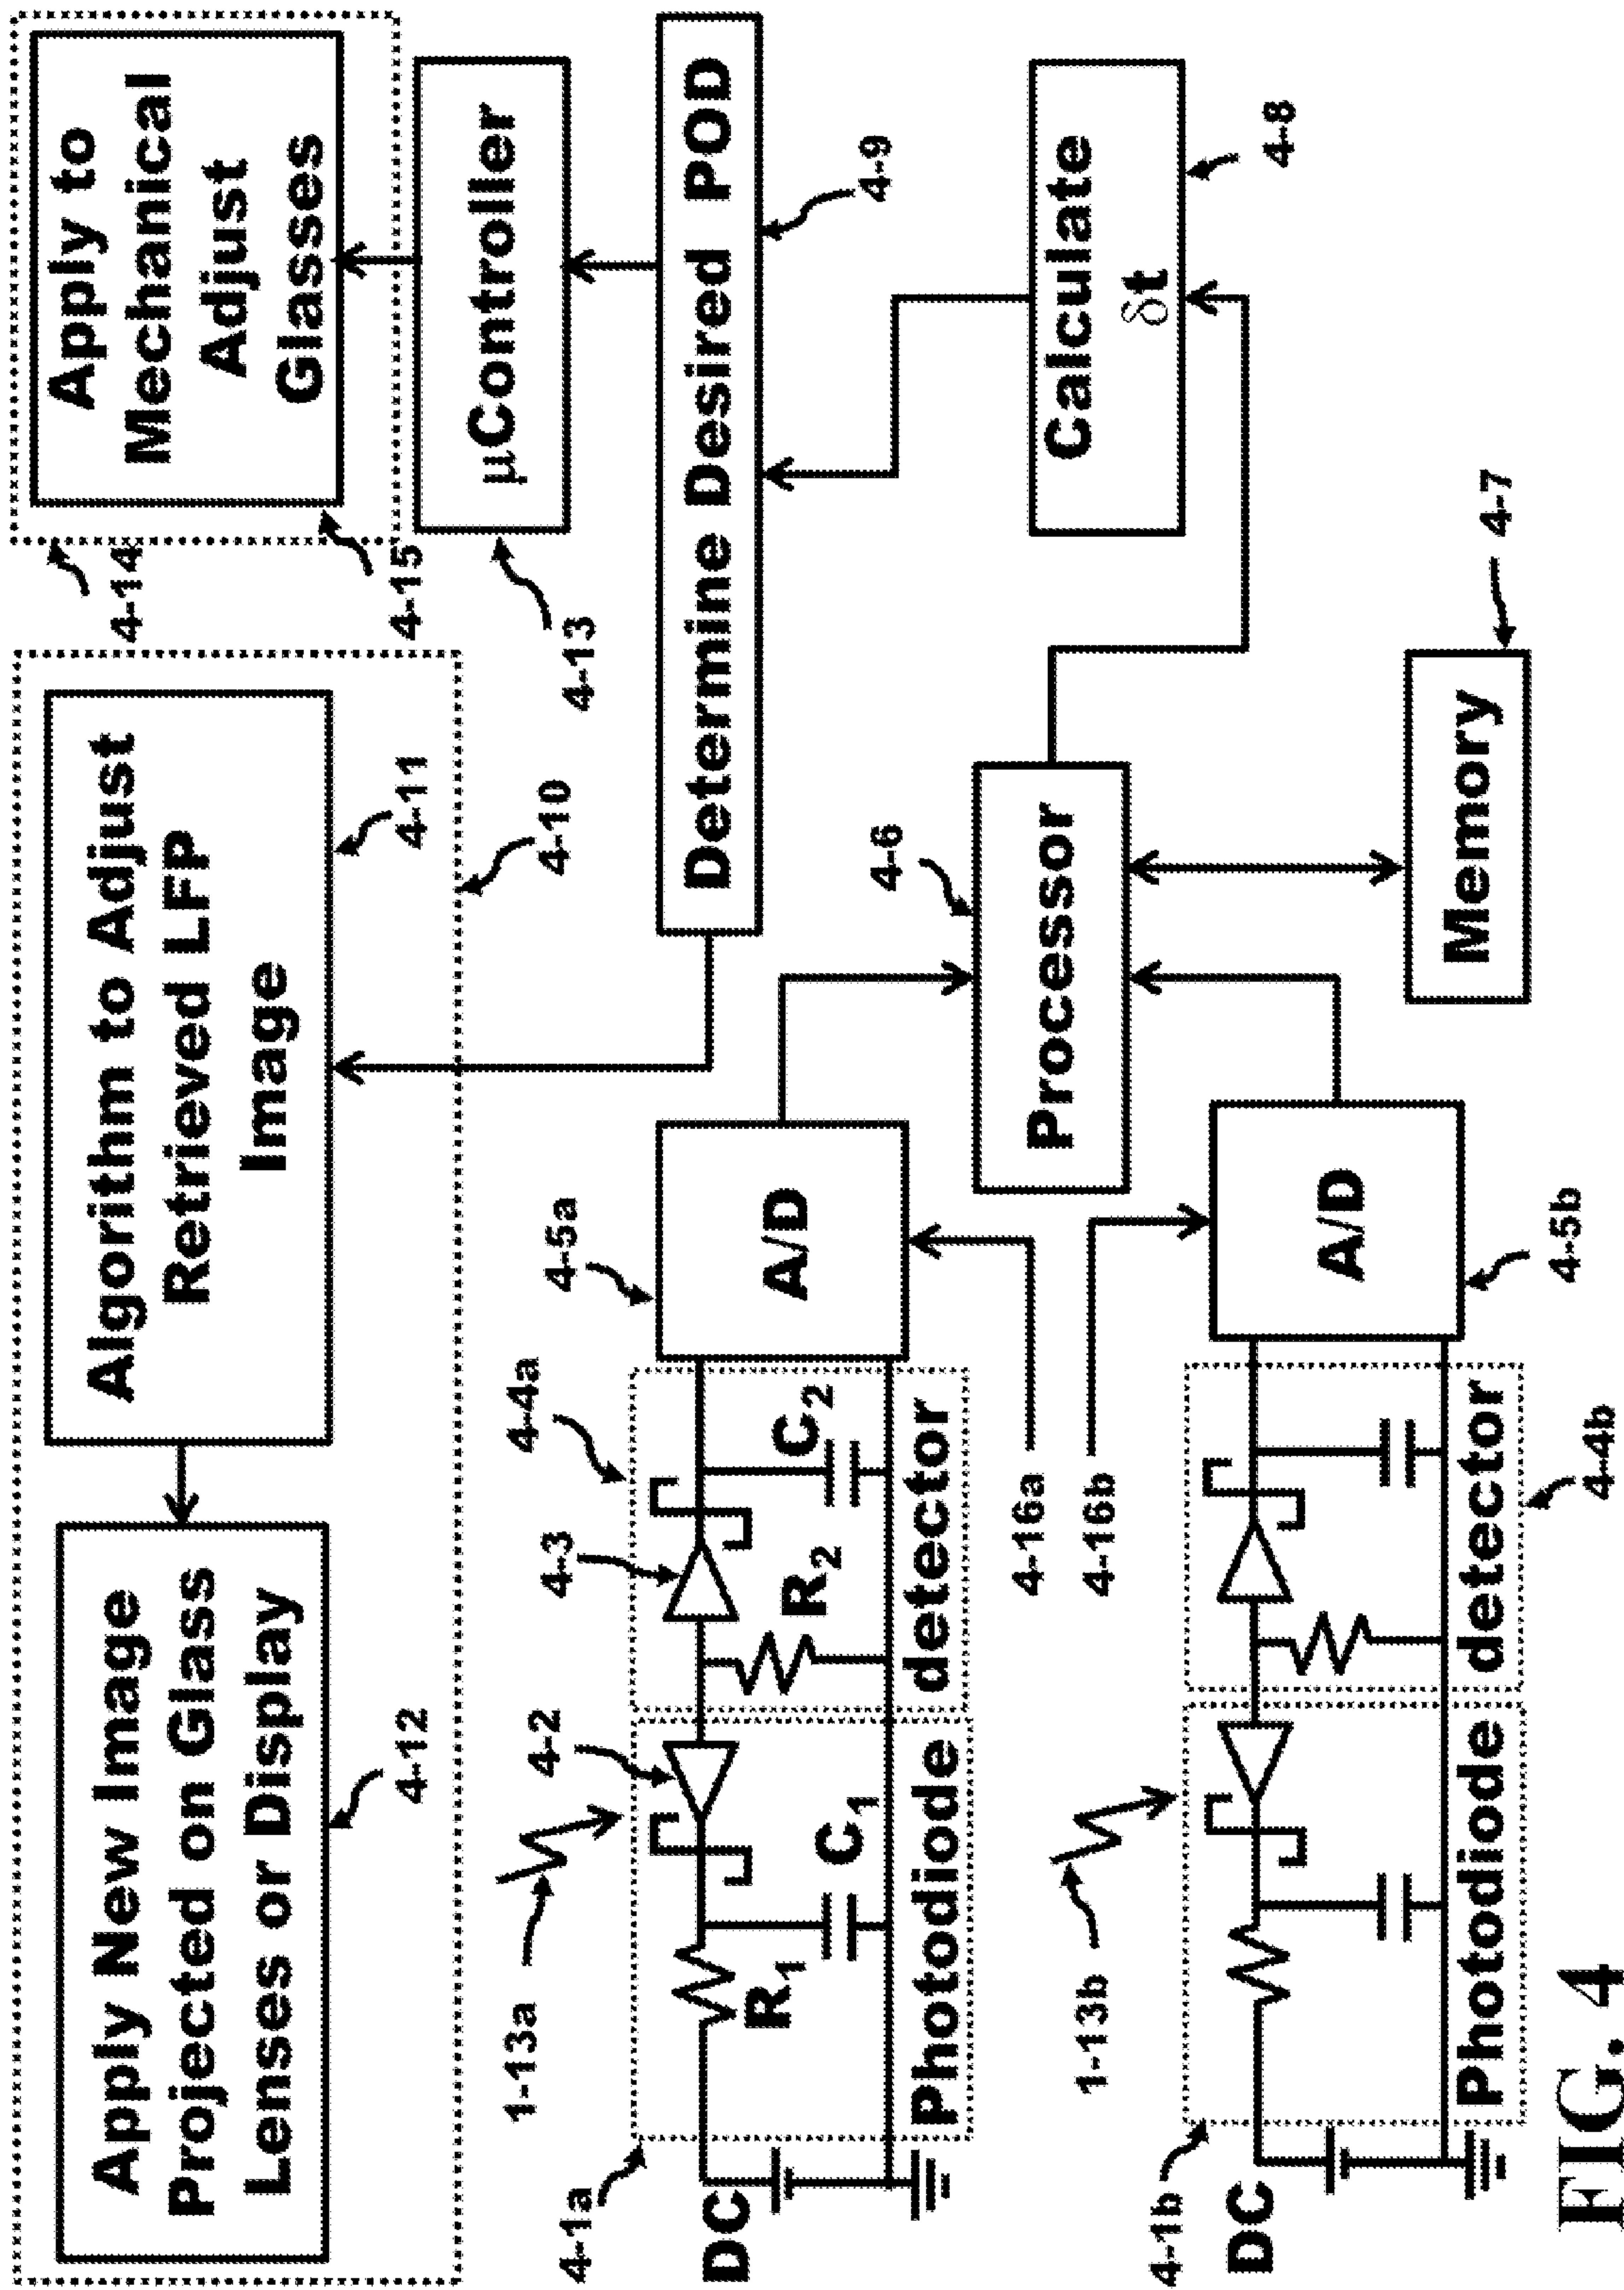 Apply New Image
Projected on Glass
Lenses or Display
4-12
Algorithm to Adjust
Retrieved LFP
Image
4-11
4-10
Apply to
Mechanical
Adjust
Glasses
4-14
4-15
μController
4-13
Determine Desired POD
4-9
Calculate
δt
4-8
Processor
4-6
Memory
4-7
4-1a
DC
1-13a
R1
C1
4-2
Photodiode
4-3
R2
C2
4-4a
detector
4-5a
A/D
4-16a
4-16b
4-1b
DC
1-13b
Photodiode
detector
4-4b
A/D
4-5b
FIG. 4